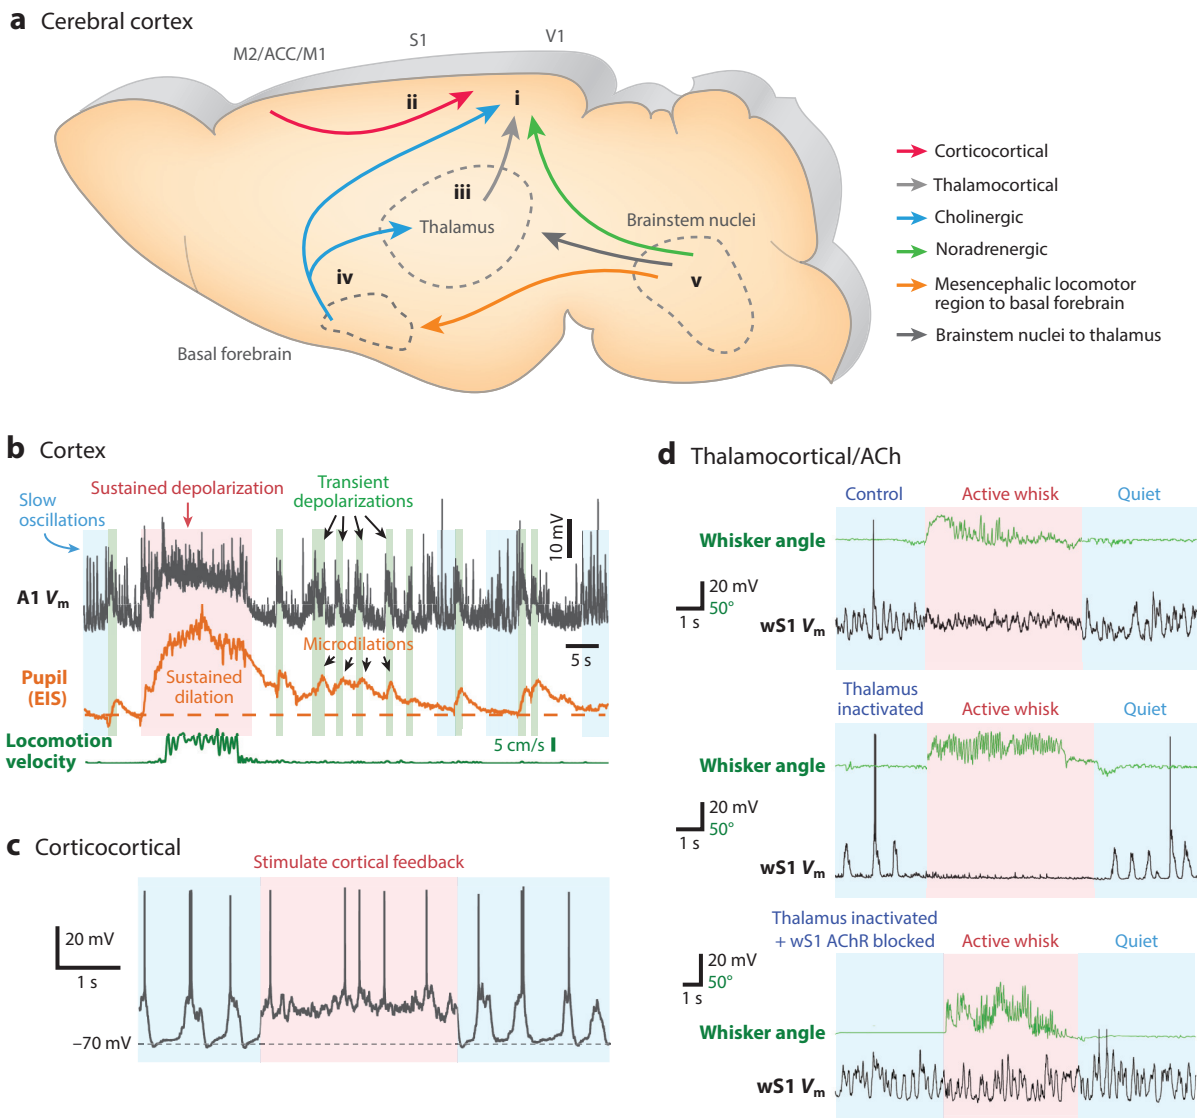 a Cerebral cortex
M2/ACC/M1
S1
V1
ii
i
iii
Thalamus
Brainstem nuclei
iv
v
Basal forebrain
Corticocortical
Thalamocortical
Cholinergic
Noradrenergic
Mesencephalic locomotor
region to basal forebrain
Brainstem nuclei to thalamus
b Cortex
Slow
oscillations
Sustained depolarization
Transient
depolarizations
10 mV
A1 Vm
5 s
Microdilations
Pupil
(EIS)
Sustained
dilation
Locomotion
velocity
5 cm/s
c Corticocortical
Stimulate cortical feedback
20 mV
1 s
–70 mV
d Thalamocortical/ACh
Control
Active whisk
Quiet
Whisker angle
20 mV
50°
1 s
wS1 Vm
Thalamus
inactivated
Active whisk
Quiet
Whisker angle
20 mV
50°
1 s
wS1 Vm
Thalamus inactivated
+ wS1 AChR blocked
Active whisk
Quiet
20 mV
50°
1 s
Whisker angle
wS1 Vm